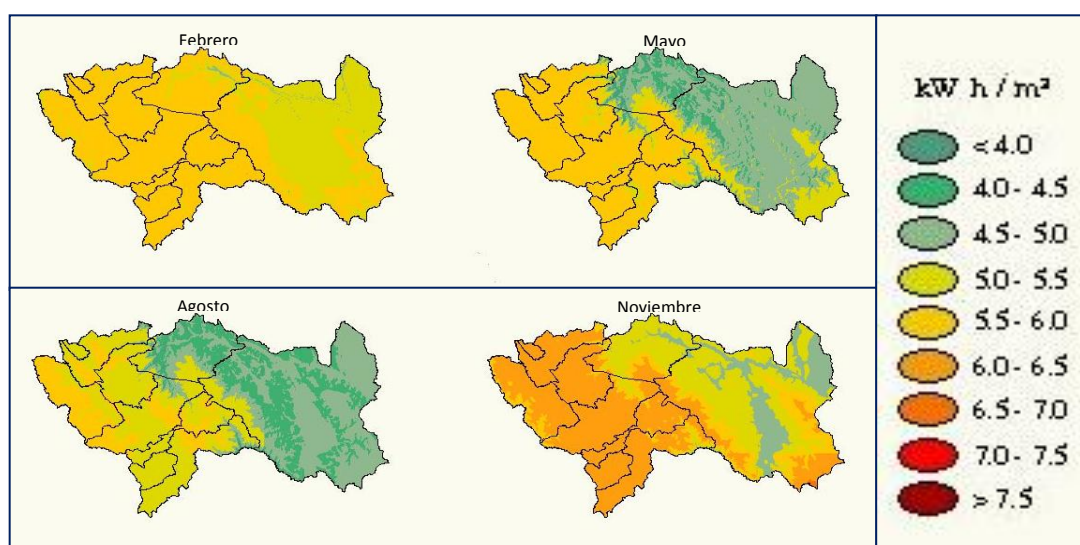 Febrero
Mayo
Agosto
Noviembre
kW h / m²
< 4.0
4.0 - 4.5
4.5 - 5.0
5.0 - 5.5
5.5 - 6.0
6.0 - 6.5
6.5 - 7.0
7.0 - 7.5
> 7.5